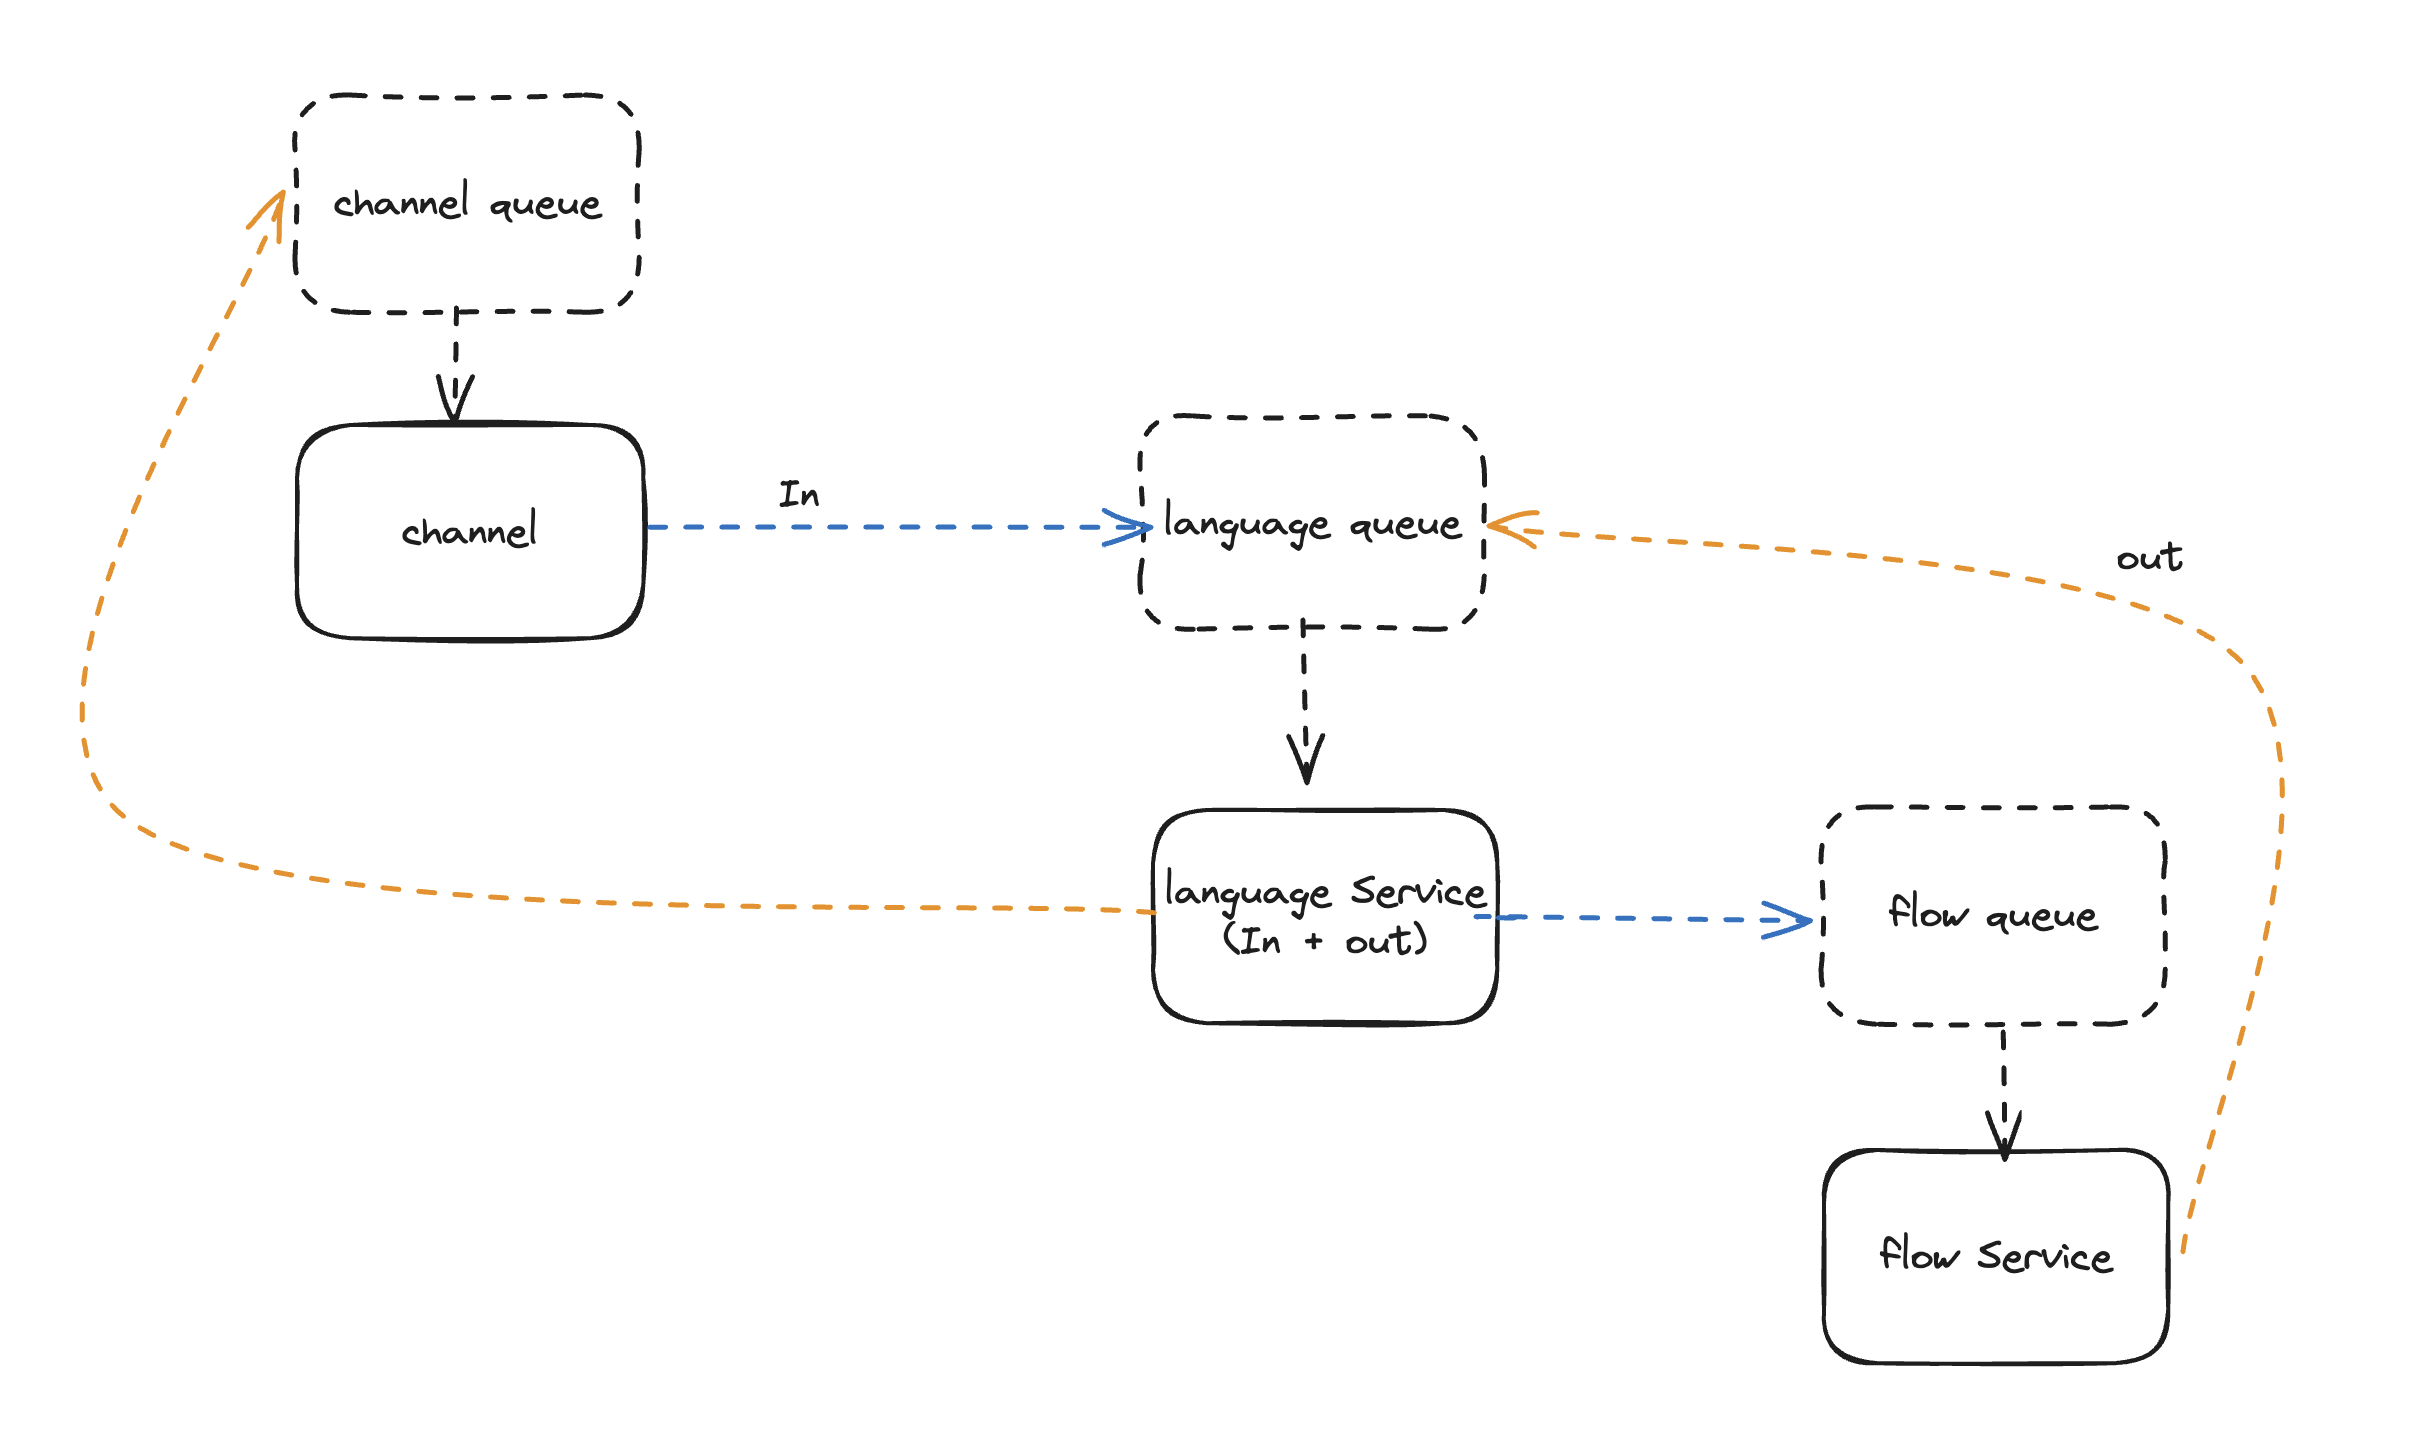 channel queue
channel
In
language queue
out
language Service
(In + out)
flow queue
flow Service